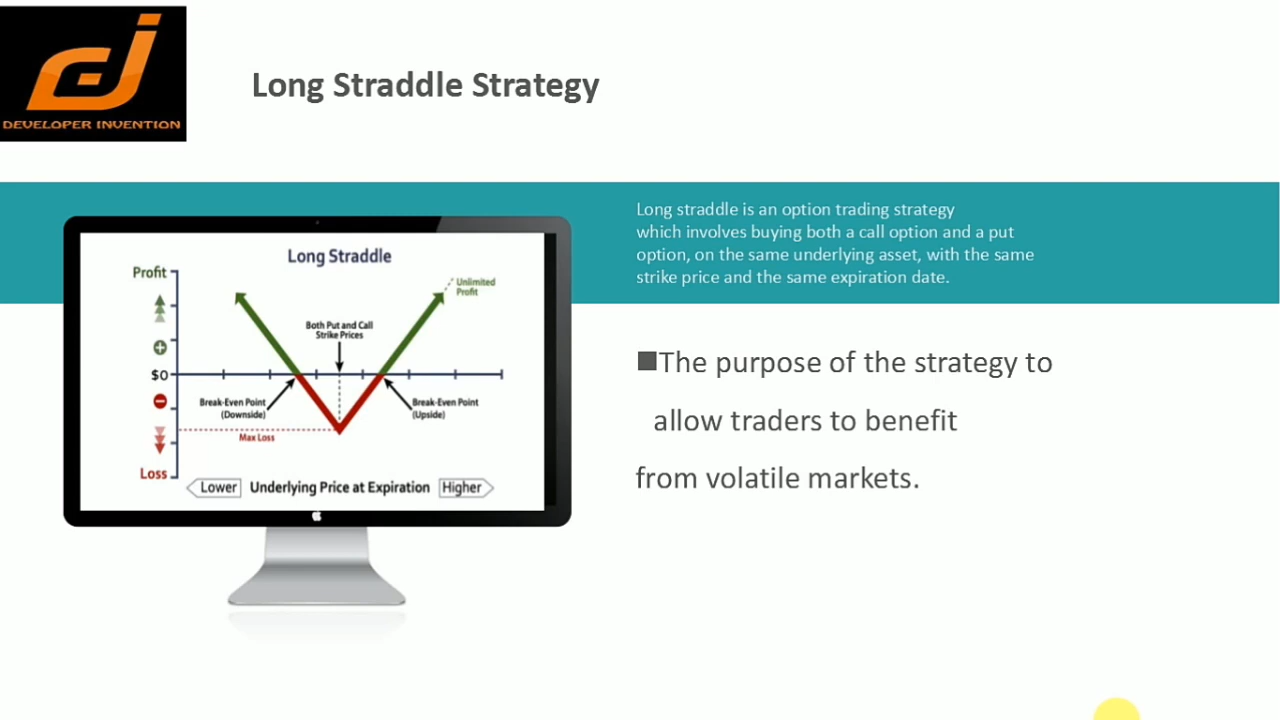 DEVELOPER INVENTION
Long Straddle Strategy
Long straddle is an option trading strategy
which involves buying both a call option and a put
option, on the same underlying asset, with the same
strike price and the same expiration date.
Long Straddle
Profit
Unlimited
Profit
Both Put and Call
Strike Prices
$0
Break-Even Point
(Downside)
Break-Even Point
(Upside)
Max Loss
Loss
Lower
Underlying Price at Expiration
Higher
■The purpose of the strategy to
allow traders to benefit
from volatile markets.